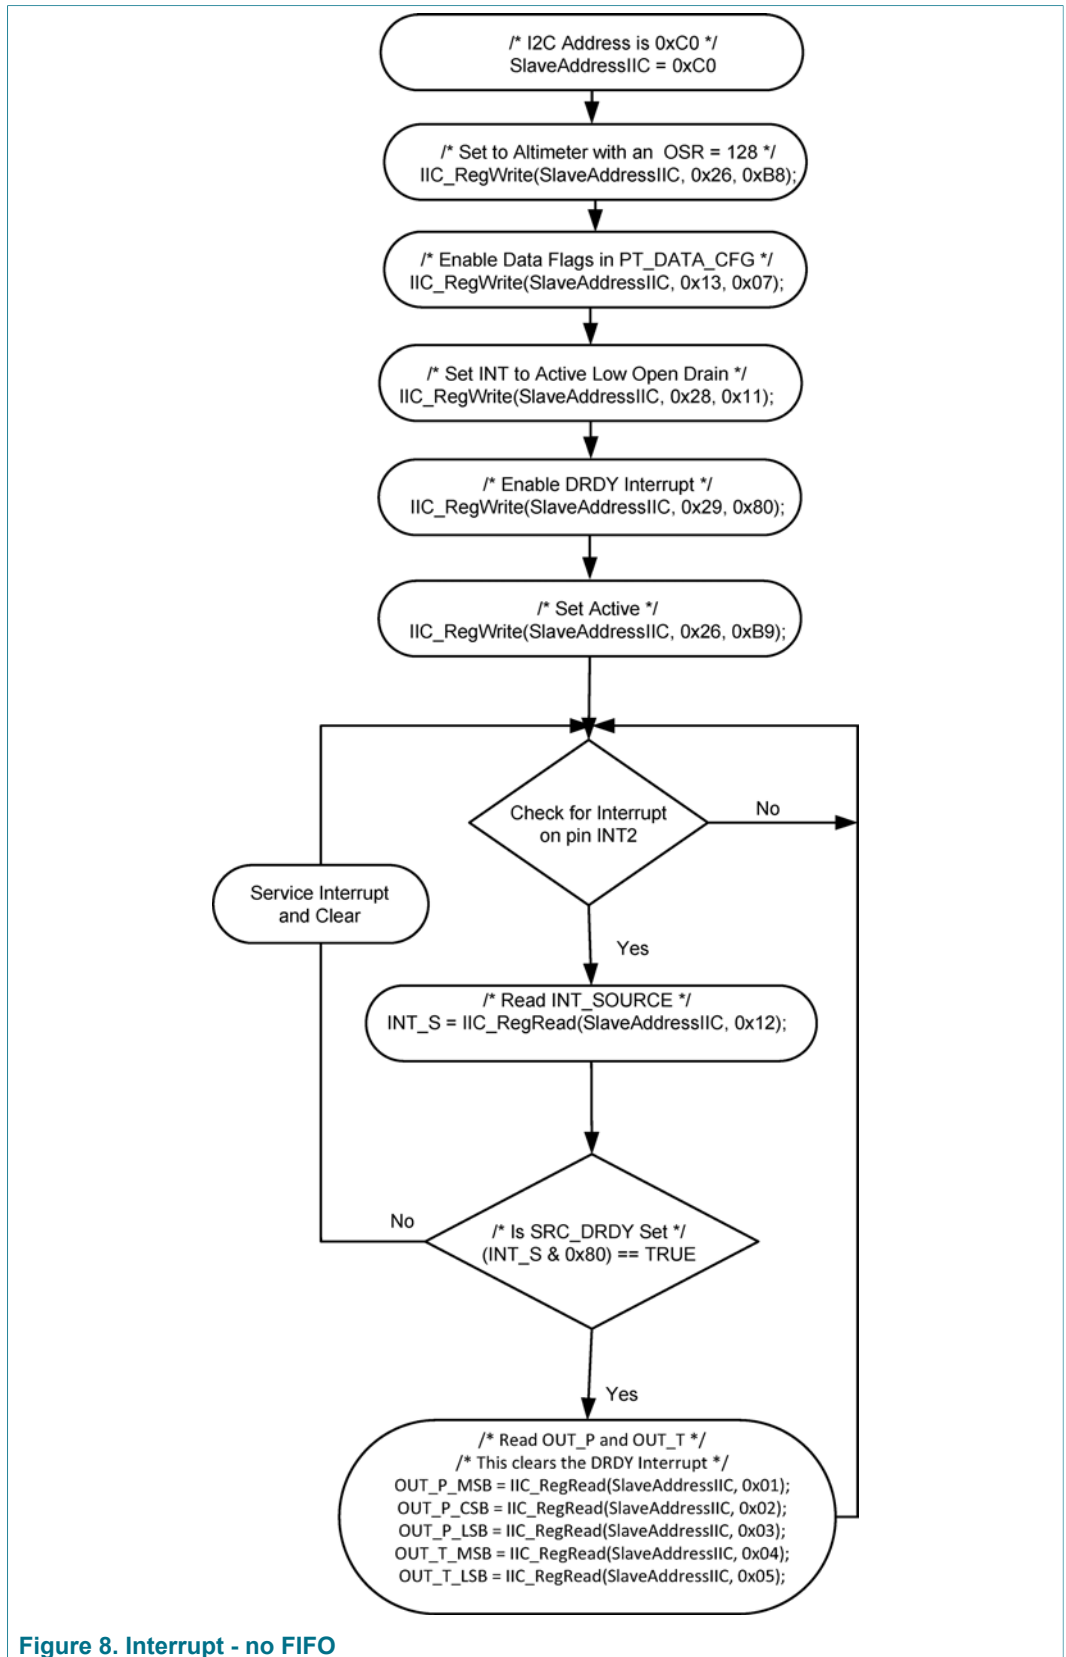 /* I2C Address is 0xC0 */
SlaveAddressIIC = 0xC0
/* Set to Altimeter with an OSR = 128 */
IIC_RegWrite(SlaveAddressIIC, 0x26, 0xB8);
/* Enable Data Flags in PT_DATA_CFG */
IIC_RegWrite(SlaveAddressIIC, 0x13, 0x07);
/* Set INT to Active Low Open Drain */
IIC_RegWrite(SlaveAddressIIC, 0x28, 0x11);
/* Enable DRDY Interrupt */
IIC_RegWrite(SlaveAddressIIC, 0x29, 0x80);
/* Set Active */
IIC_RegWrite(SlaveAddressIIC, 0x26, 0xB9);
Check for Interrupt
on pin INT2
No
Service Interrupt
and Clear
Yes
/* Read INT_SOURCE */
INT_S = IIC_RegRead(SlaveAddressIIC, 0x12);
No
/* Is SRC_DRDY Set */
(INT_S & 0x80) == TRUE
Yes
/* Read OUT_P and OUT_T */
/* This clears the DRDY Interrupt */
OUT_P_MSB = IIC_RegRead(SlaveAddressIIC, 0x01);
OUT_P_CSB = IIC_RegRead(SlaveAddressIIC, 0x02);
OUT_P_LSB = IIC_RegRead(SlaveAddressIIC, 0x03);
OUT_T_MSB = IIC_RegRead(SlaveAddressIIC, 0x04);
OUT_T_LSB = IIC_RegRead(SlaveAddressIIC, 0x05);
Figure 8. Interrupt - no FIFO